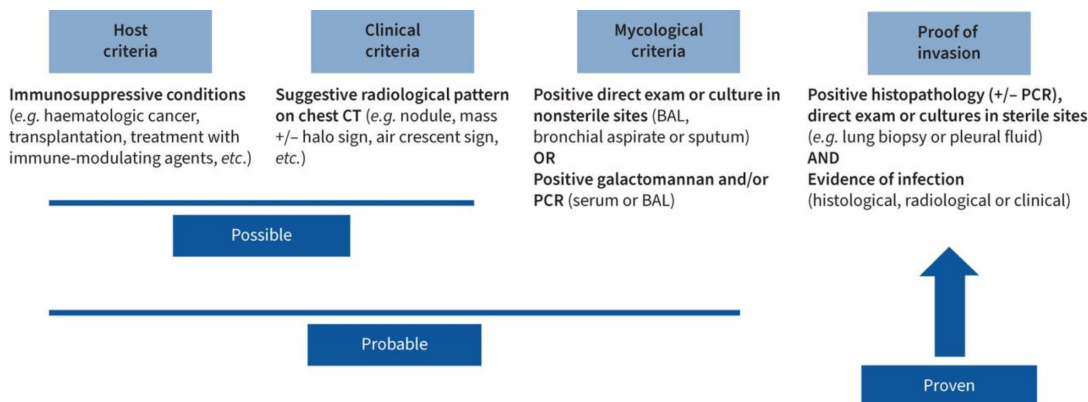 Host
criteria
Clinical
criteria
Mycological
criteria
Proof of
invasion
Immunosuppressive conditions
(e.g. haematologic cancer,
transplantation, treatment with
immune-modulating agents, etc.)
Suggestive radiological pattern
on chest CT (e.g. nodule, mass
+/– halo sign, air crescent sign,
etc.)
Positive direct exam or culture in
nonsterile sites (BAL,
bronchial aspirate or sputum)
OR
Positive galactomannan and/or
PCR (serum or BAL)
Positive histopathology (+/– PCR),
direct exam or cultures in sterile sites
(e.g. lung biopsy or pleural fluid)
AND
Evidence of infection
(histological, radiological or clinical)
Possible
Probable
Proven